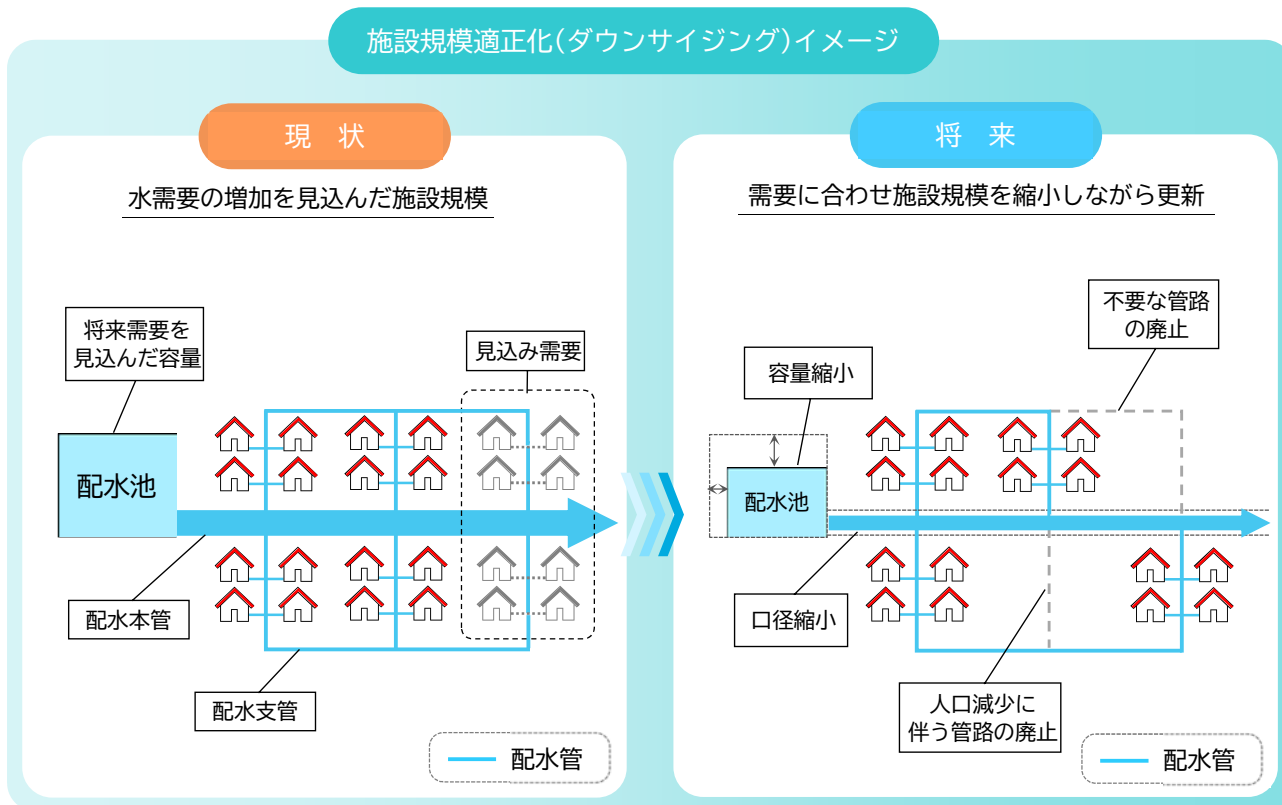 施設規模適正化(ダウンサイジング)イメージ
現 状
水需要の増加を見込んだ施設規模
将来需要を
見込んだ容量
見込み需要
配水池
配水本管
配水支管
配水管
将 来
需要に合わせ施設規模を縮小しながら更新
不要な管路
の廃止
容量縮小
配水池
口径縮小
人口減少に
伴う管路の廃止
配水管